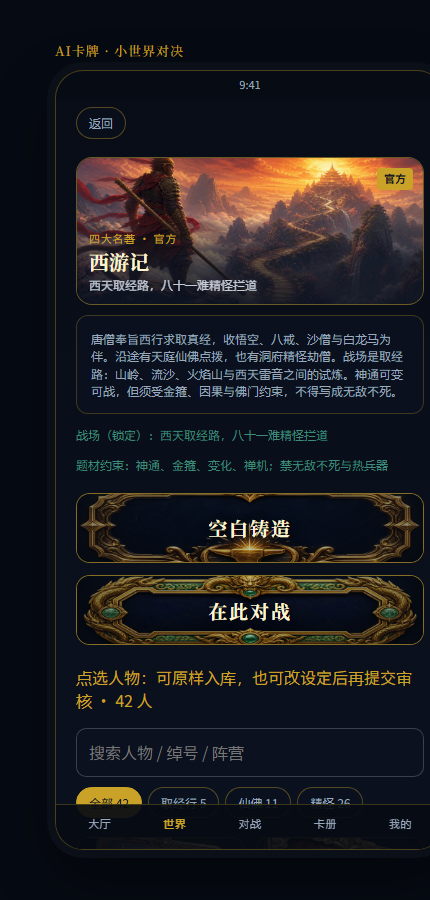 AI卡牌 · 小世界对决
9:41
返回
官方
四大名著 · 官方
西游记
西天取经路，八十一难精怪拦道
唐僧奉旨西行求取真经，收悟空、八戒、沙僧与白龙马为
伴。沿途有天庭仙佛点拨，也有洞府精怪劫僧。战场是取经
路：山岭、流沙、火焰山与西天雷音之间的试炼。神通可变
可战，但须受金箍、因果与佛门约束，不得写成无敌不死。
战场（锁定）：西天取经路，八十一难精怪拦道
题材约束：神通、金箍、变化、禅机；禁无敌不死与热兵器
空白铸造
在此对战
点选人物：可原样入库，也可改设定后再提交审
核 · 42 人
搜索人物 / 绰号 / 阵营
全部 42 取经行 5 仙佛 11 精怪 26
大厅 世界 对战 卡册 我的